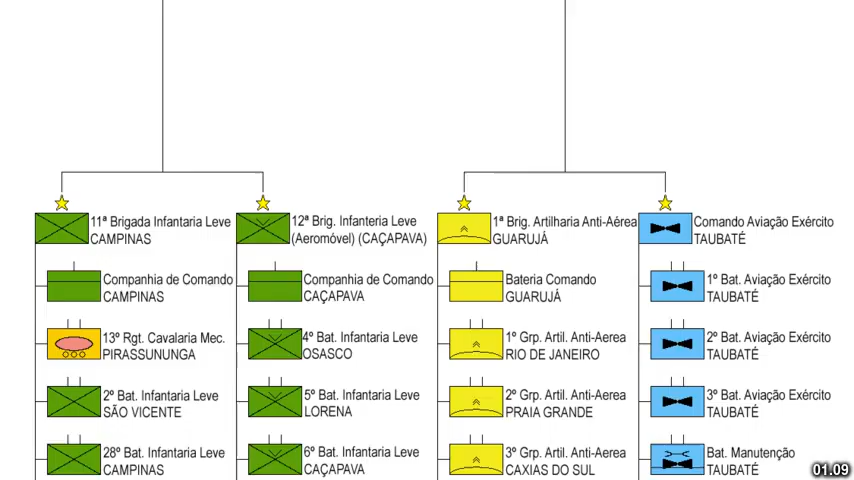 11ª Brigada Infantaria Leve
CAMPINAS
Companhia de Comando
CAMPINAS
13º Rgt. Cavalaria Mec.
PIRASSUNUNGA
2º Bat. Infantaria Leve
SÃO VICENTE
28º Bat. Infantaria Leve
CAMPINAS
12ª Brig. Infanteria Leve
(Aeromóvel) (CAÇAPAVA)
Companhia de Comando
CAÇAPAVA
4º Bat. Infantaria Leve
OSASCO
5º Bat. Infantaria Leve
LORENA
6º Bat. Infantaria Leve
CAÇAPAVA
1ª Brig. Artilharia Anti-Aérea
GUARUJÁ
Bateria Comando
GUARUJÁ
1º Grp. Artil. Anti-Aerea
RIO DE JANEIRO
2º Grp. Artil. Anti-Aerea
PRAIA GRANDE
3º Grp. Artil. Anti-Aerea
CAXIAS DO SUL
Comando Aviação Exército
TAUBATÉ
1º Bat. Aviação Exército
TAUBATÉ
2º Bat. Aviação Exército
TAUBATÉ
3º Bat. Aviação Exército
TAUBATÉ
Bat. Manutenção
TAUBATÉ
01.09